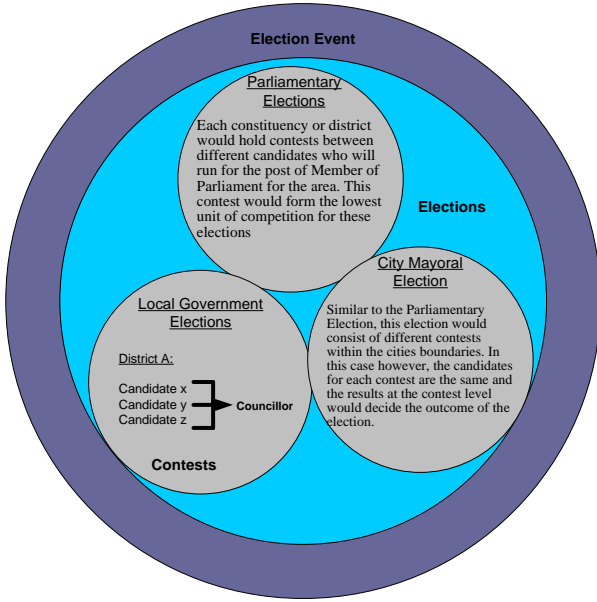 Election Event
Parliamentary
Elections
Each constituency or district
would hold contests between
different candidates who will
run for the post of Member of
Parliament for the area. This
contest would form the lowest
unit of competition for these
elections
Elections
City Mayoral
Election
Similar to the Parliamentary
Election, this election would
consist of different contests
within the cities boundaries. In
this case however, the candidates
for each contest are the same and
the results at the contest level
would decide the outcome of the
election.
Local Government
Elections
District A:
Candidate x
Candidate y
Candidate z
Councillor
Contests